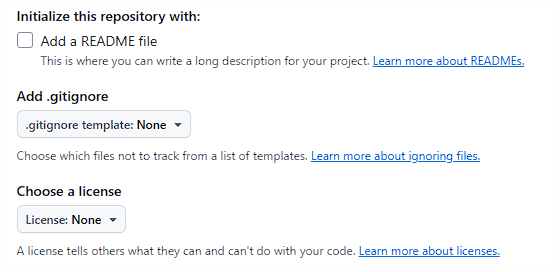 Initialize this repository with:
Add a README file
This is where you can write a long description for your project. Learn more about READMEs.
Add .gitignore
.gitignore template: None
Choose which files not to track from a list of templates. Learn more about ignoring files.
Choose a license
License: None
A license tells others what they can and can't do with your code. Learn more about licenses.